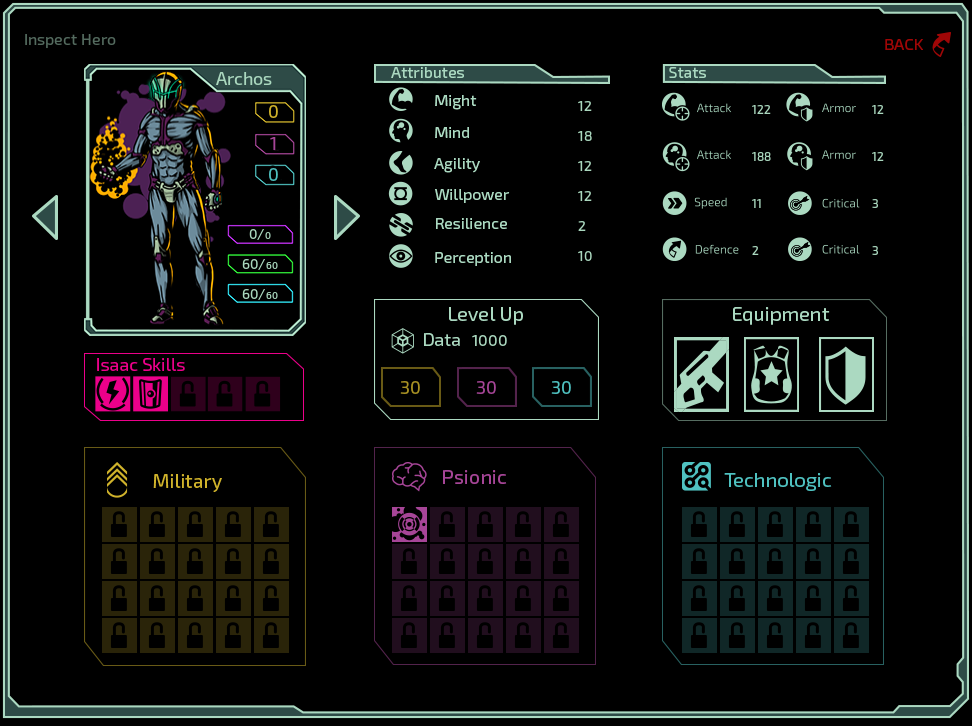 Inspect Hero
BACK
Archos
0
1
0
0/0
60/60
60/60
Attributes
Might 12
Mind 18
Agility 12
Willpower 12
Resilience 2
Perception 10
Stats
Attack 122 Armor 12
Attack 188 Armor 12
Speed 11 Critical 3
Defence 2 Critical 3
Isaac Skills
Level Up
Data 1000
30 30 30
Equipment
Military
Psionic
Technologic